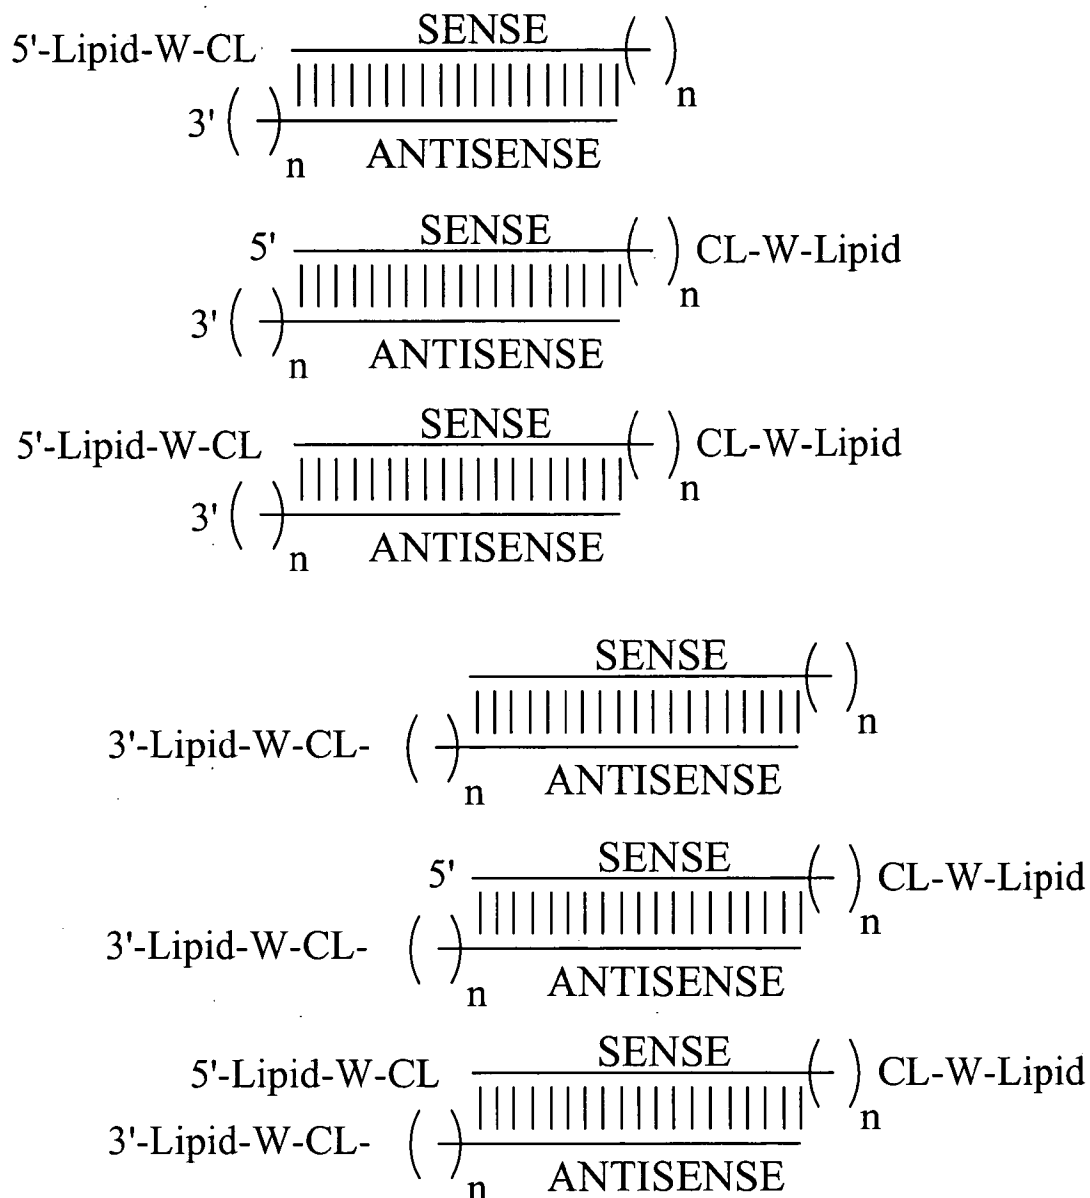 SENSE
5'-Lipid-W-CL ( )n
3' ( )n ANTISENSE
SENSE
5' ( )n CL-W-Lipid
3' ( )n ANTISENSE
SENSE
5'-Lipid-W-CL ( )n CL-W-Lipid
3' ( )n ANTISENSE
SENSE
( )n
3'-Lipid-W-CL- ( )n ANTISENSE
SENSE
5' ( )n CL-W-Lipid
3'-Lipid-W-CL- ( )n ANTISENSE
SENSE
5'-Lipid-W-CL ( )n CL-W-Lipid
3'-Lipid-W-CL- ( )n ANTISENSE